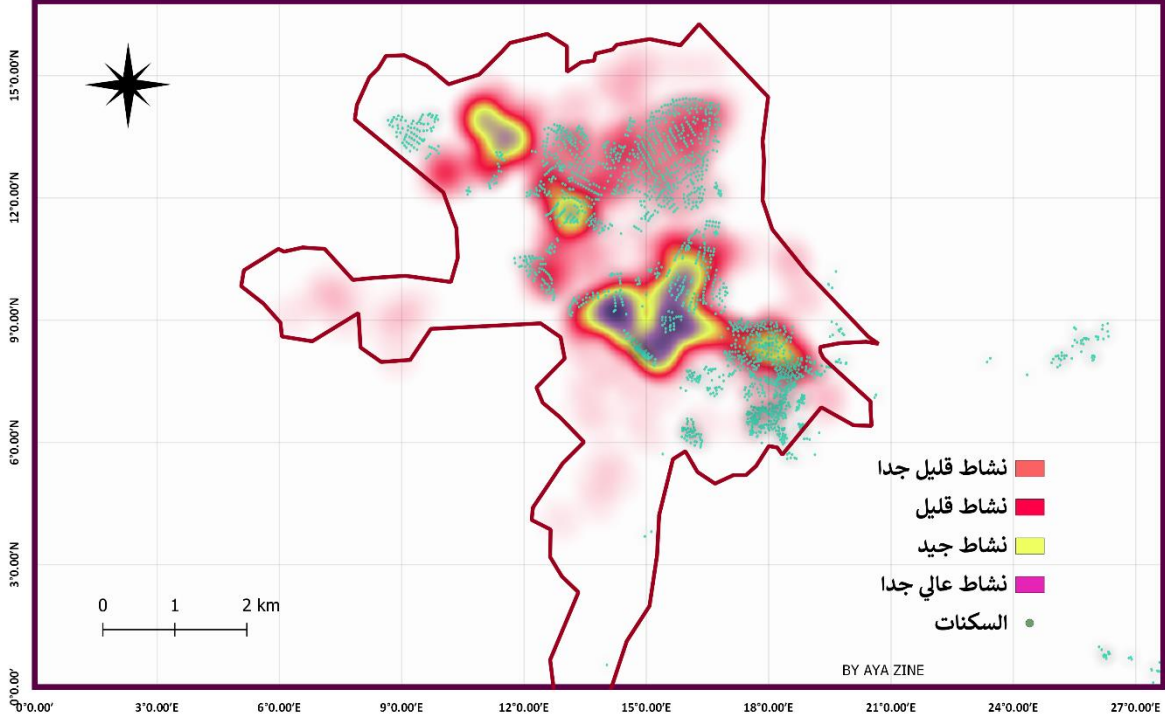 15°0.00'N
12°0.00'N
9°0.00'N
6°0.00'N
3°0.00'N
0°0.00'
نشاط قليل جدا
نشاط قليل
نشاط جيد
نشاط عالي جدا
السكنات
0 1 2 km
BY AYA ZINE
0°0.00'E 3°0.00'E 6°0.00'E 9°0.00'E 12°0.00'E 15°0.00'E 18°0.00'E 21°0.00'E 24°0.00'E 27°0.00'E